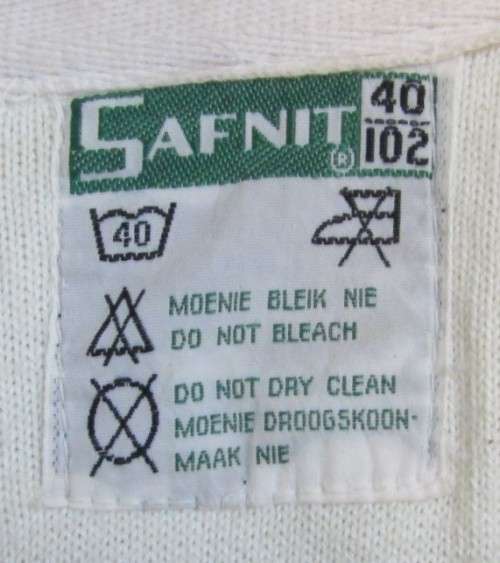 SAFNIT® 40
102
40
MOENIE BLEIK NIE
DO NOT BLEACH
DO NOT DRY CLEAN
MOENIE DROOGSKOON-
MAAK NIE